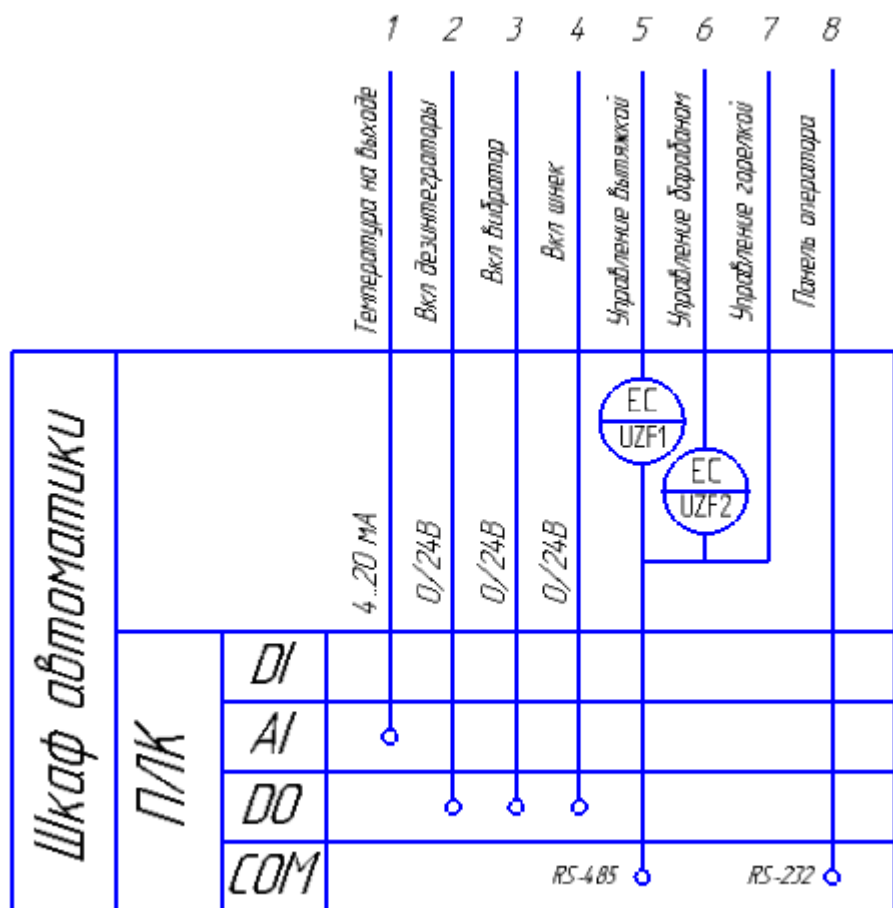 1 2 3 4 5 6 7 8
Температура на выходе
Вкл дезинтеграторы
Вкл вибратор
Вкл шнек
Управление вытяжкой
Управление барабаном
Управление горелкой
Панель оператора
EC
UZF1
EC
UZF2
4..20 мА
0/24В
0/24В
0/24В
Шкаф автоматики
ПЛК
DI
AI
DO
COM
RS-485
RS-232